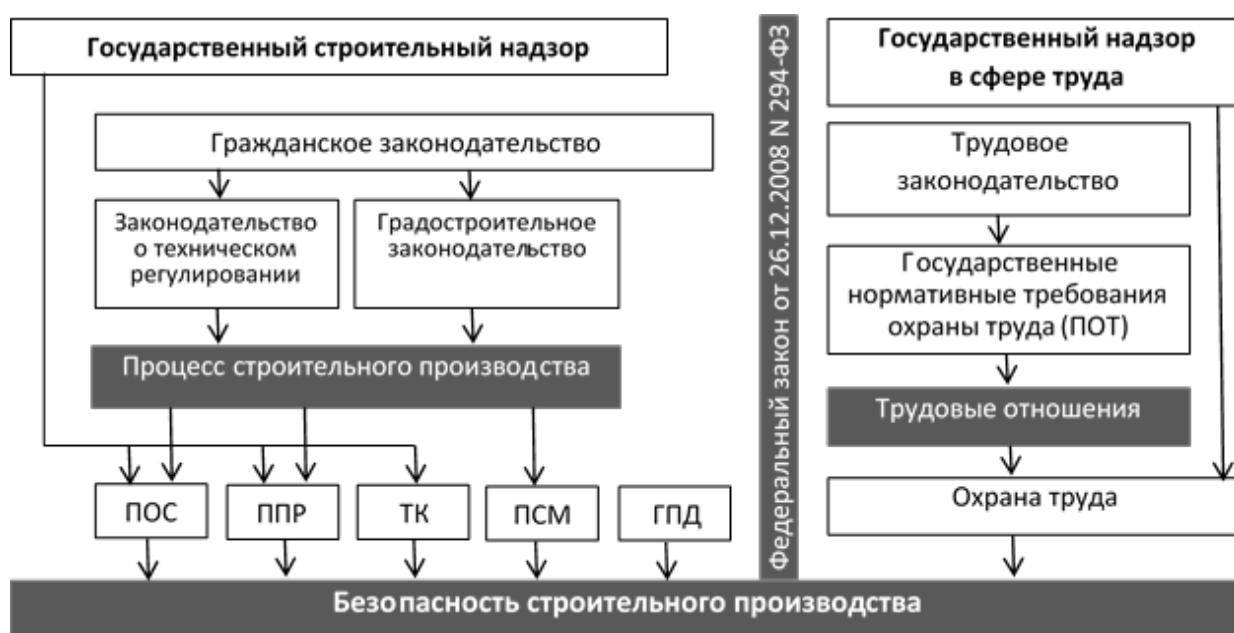 Государственный строительный надзор
Гражданское законодательство
Законодательство
о техническом
регулировании
Градостроительное
законодательство
Процесс строительного производства
ПОС
ППР
ТК
ПСМ
ГПД
Федеральный закон от 26.12.2008 N 294-ФЗ
Государственный надзор
в сфере труда
Трудовое
законодательство
Государственные
нормативные требования
охраны труда (ПОТ)
Трудовые отношения
Охрана труда
Безопасность строительного производства